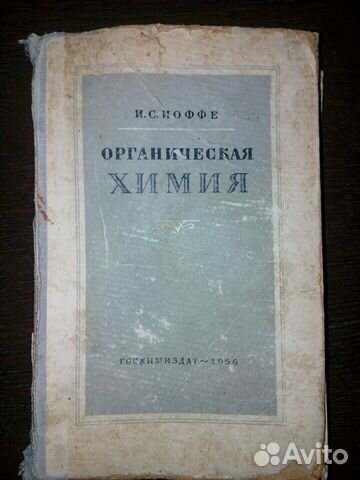 И.С.ИОФФЕ
ОРГАНИЧЕСКАЯ
ХИМИЯ
ГОСХИМИЗДАТ—1956
Avito